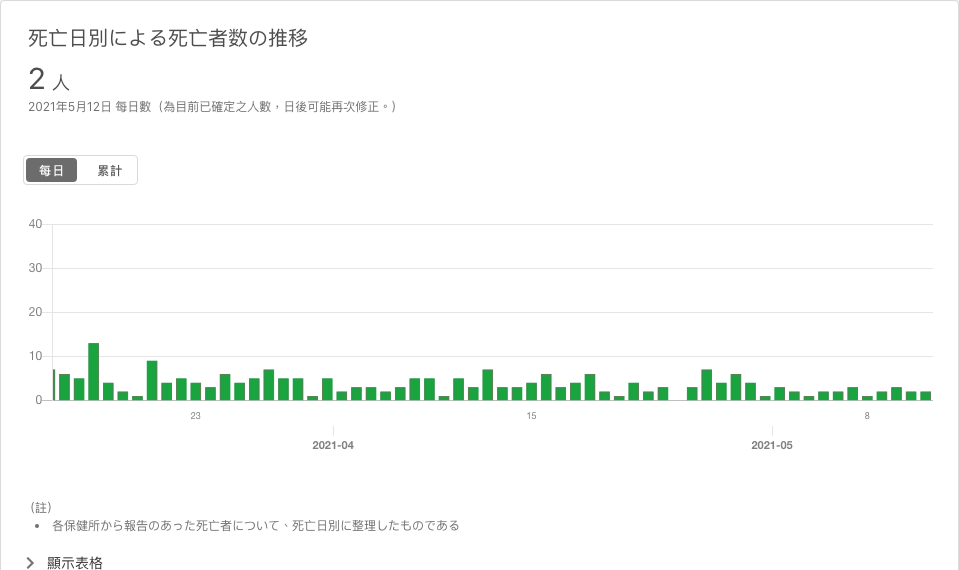 死亡日別による死亡者数の推移
2 人
2021年5月12日 每日數（為目前已確定之人數，日後可能再次修正。）
每日 累計
40
30
20
10
0
23 15 8
2021-04 2021-05
（註）
• 各保健所から報告のあった死亡者について、死亡日別に整理したものである
顯示表格